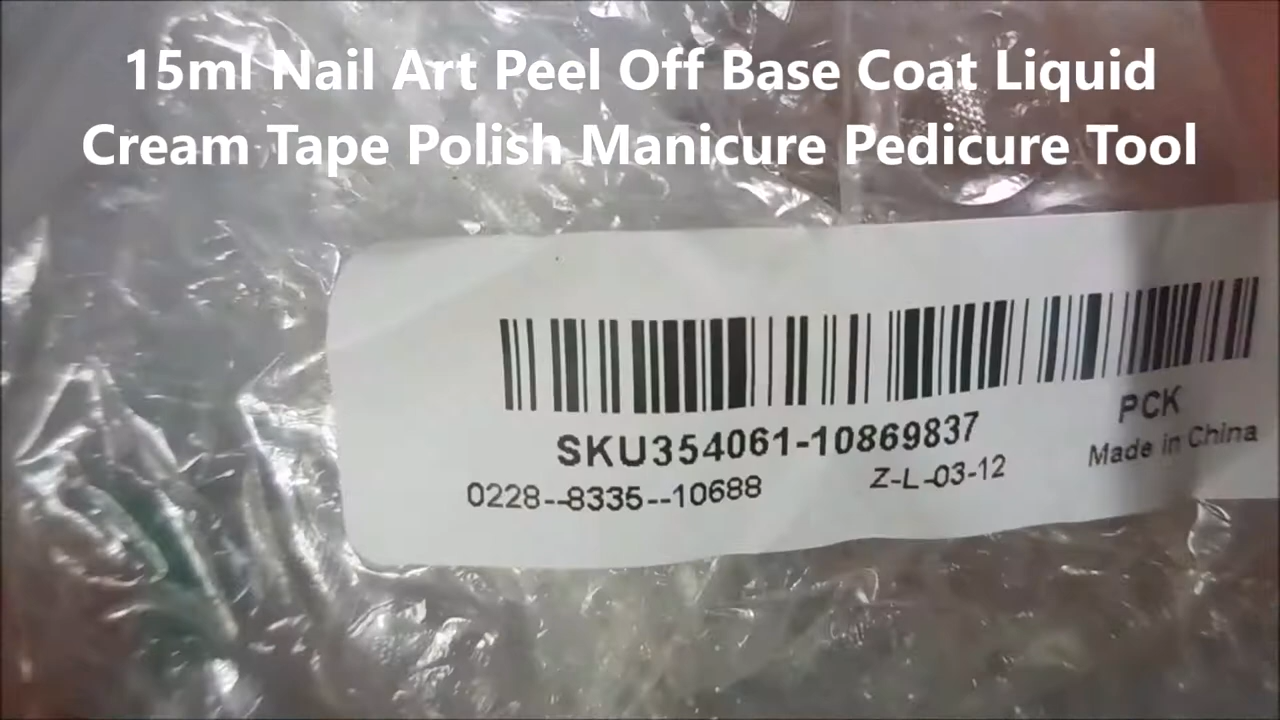 15ml Nail Art Peel Off Base Coat Liquid
Cream Tape Polish Manicure Pedicure Tool
SKU354061-10869837
PCK
0228--8335--10688
Z-L-03-12
Made in China